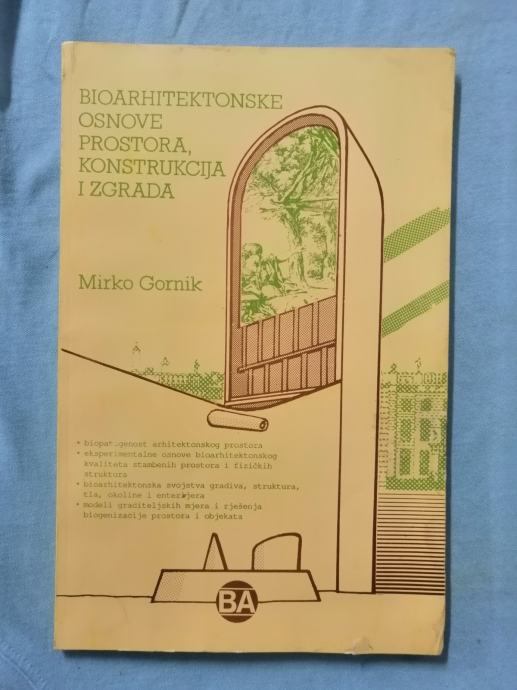 BIOARHITEKTONSKE
OSNOVE
PROSTORA,
KONSTRUKCIJA
I ZGRADA
Mirko Gornik
• biopatogenost arhitektonskog prostora
• eksperimentalne osnove bioarhitektonskog
kvaliteta stambenih prostora i fizičkih
struktura
• bioarhitektonska svojstva gradiva, struktura,
tla, okoline i enterijera
• modeli graditeljskih mjera i rješenja
biogenizacije prostora i objekata
BA